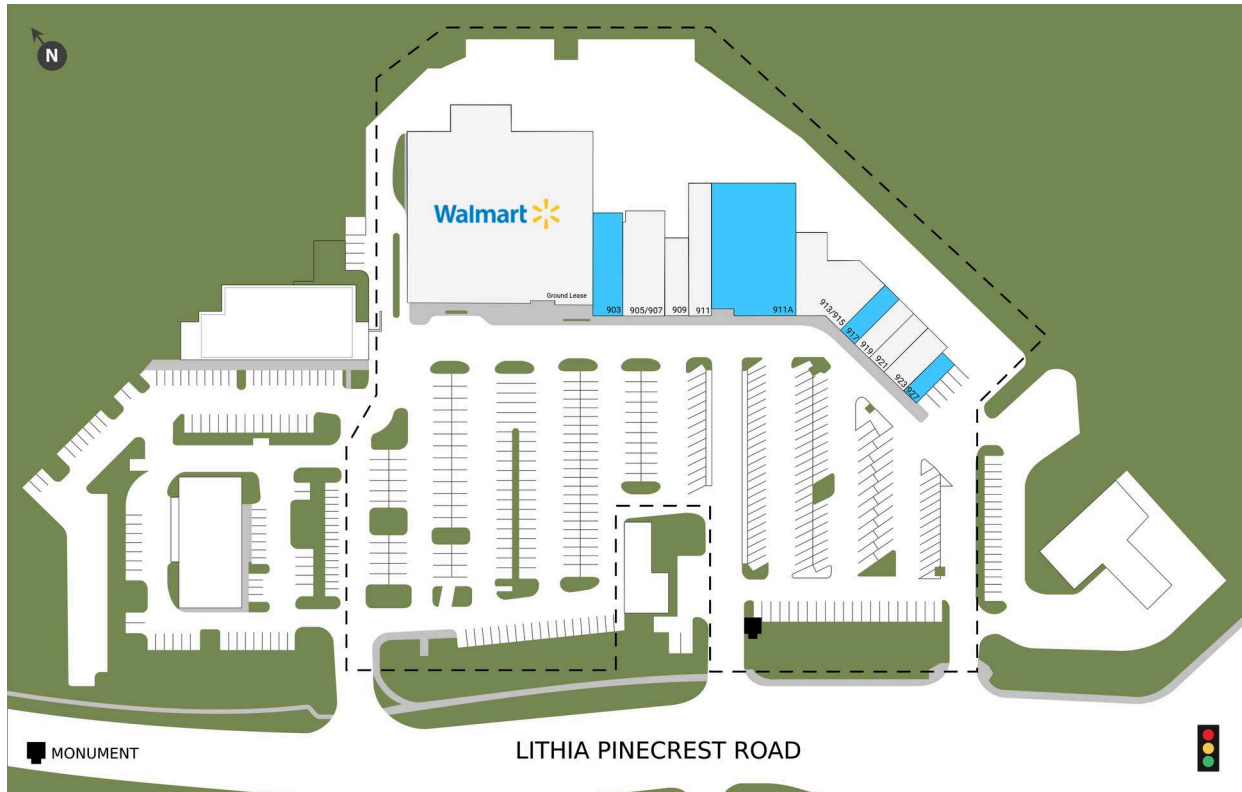 N
Walmart
Ground Lease
903
905/907
909
911
911A
913/915
917
919
921
923
927
MONUMENT
LITHIA PINECREST ROAD